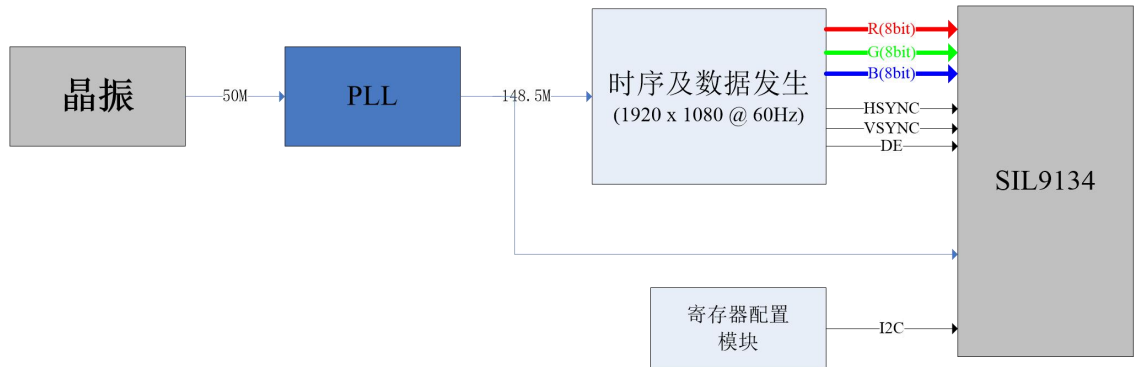 晶振
50M
PLL
148.5M
时序及数据发生
(1920 x 1080 @ 60Hz)
R(8bit)
G(8bit)
B(8bit)
HSYNC
VSYNC
DE
SIL9134
寄存器配置
模块
I2C